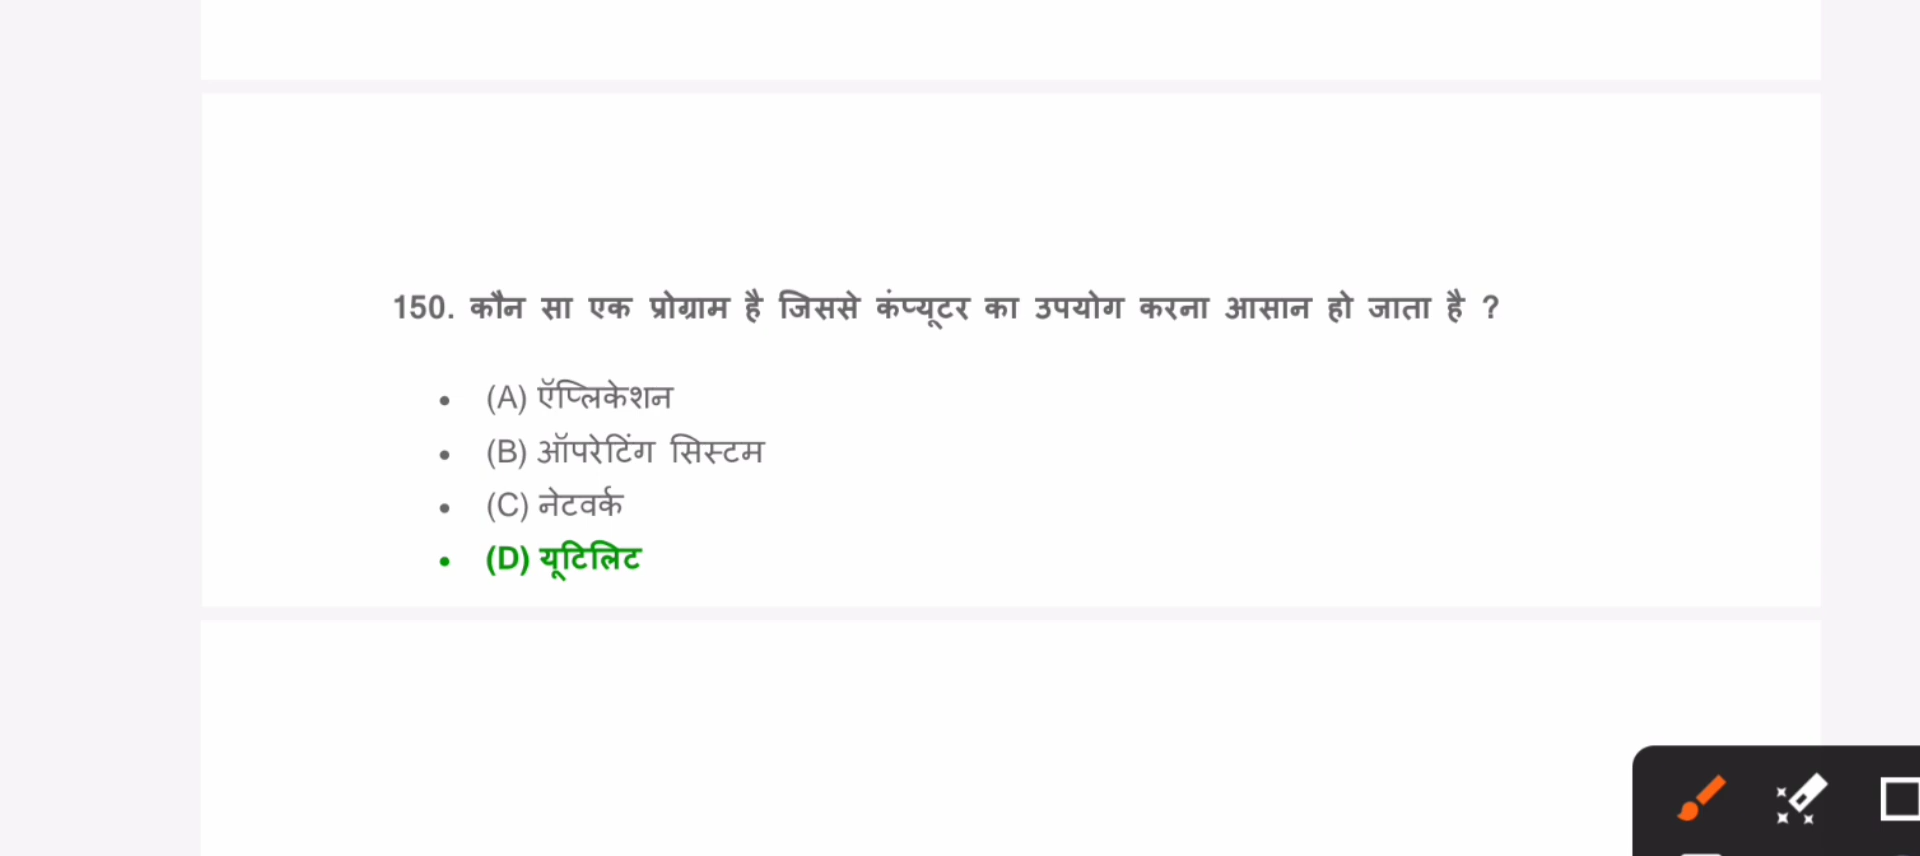 150. कौन सा एक प्रोग्राम है जिससे कंप्यूटर का उपयोग करना आसान हो जाता है ?
• (A) ऍप्लिकेशन
• (B) ऑपरेटिंग सिस्टम
• (C) नेटवर्क
• (D) यूटिलिट